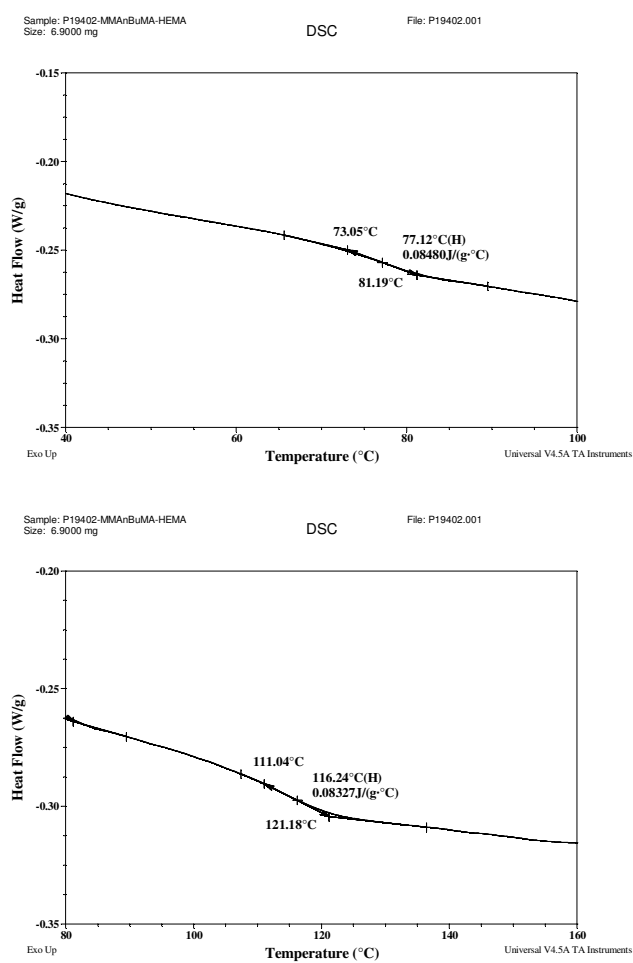 Sample: P19402-MMAnBuMA-HEMA
Size: 6.9000 mg
DSC
File: P19402.001
-0.15
-0.20
-0.25
-0.30
-0.35
Heat Flow (W/g)
73.05°C
77.12°C(H)
0.08480J/(g·°C)
81.19°C
40
60
80
100
Exo Up
Temperature (°C)
Universal V4.5A TA Instruments
Sample: P19402-MMAnBuMA-HEMA
Size: 6.9000 mg
DSC
File: P19402.001
-0.20
-0.25
-0.30
-0.35
Heat Flow (W/g)
111.04°C
116.24°C(H)
0.08327J/(g·°C)
121.18°C
80
100
120
140
160
Exo Up
Temperature (°C)
Universal V4.5A TA Instruments